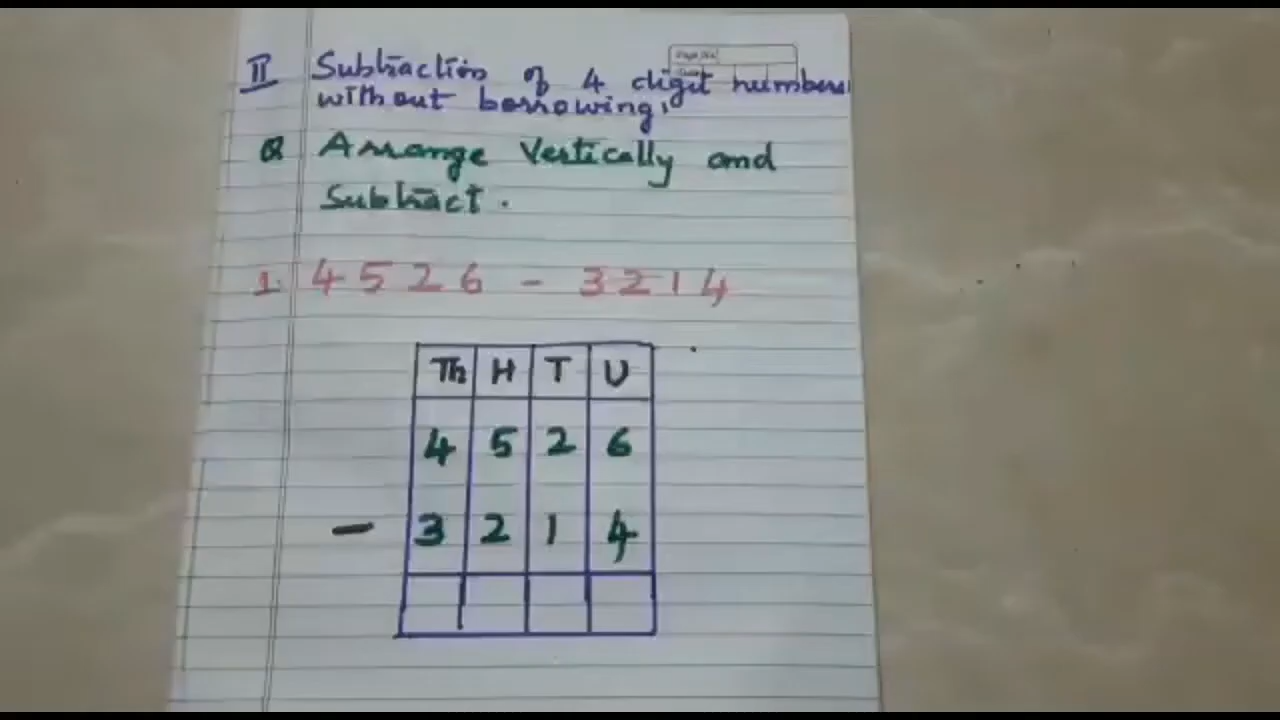 II Subtraction of 4 digit numbers
without borrowing.
Q Arrange Vertically and
Subtract.
1. 4526 - 3214
Th H T U
4 5 2 6
- 3 2 1 4